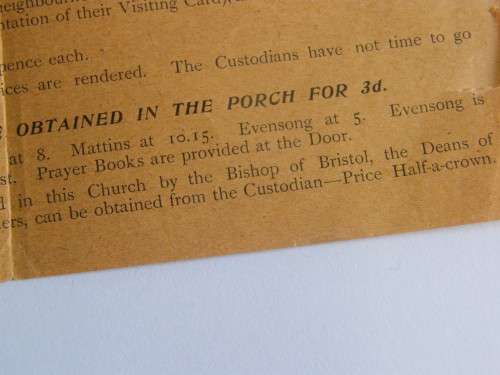 neighbour
ntation of their Visiting Card),
pence each.
ices are rendered. The Custodians have not time to go
E OBTAINED IN THE PORCH FOR 3d.
at 8. Mattins at 10.15. Evensong at 5. Evensong is
st. Prayer Books are provided at the Door.
d in this Church by the Bishop of Bristol, the Deans of
ers, can be obtained from the Custodian—Price Half-a-crown.